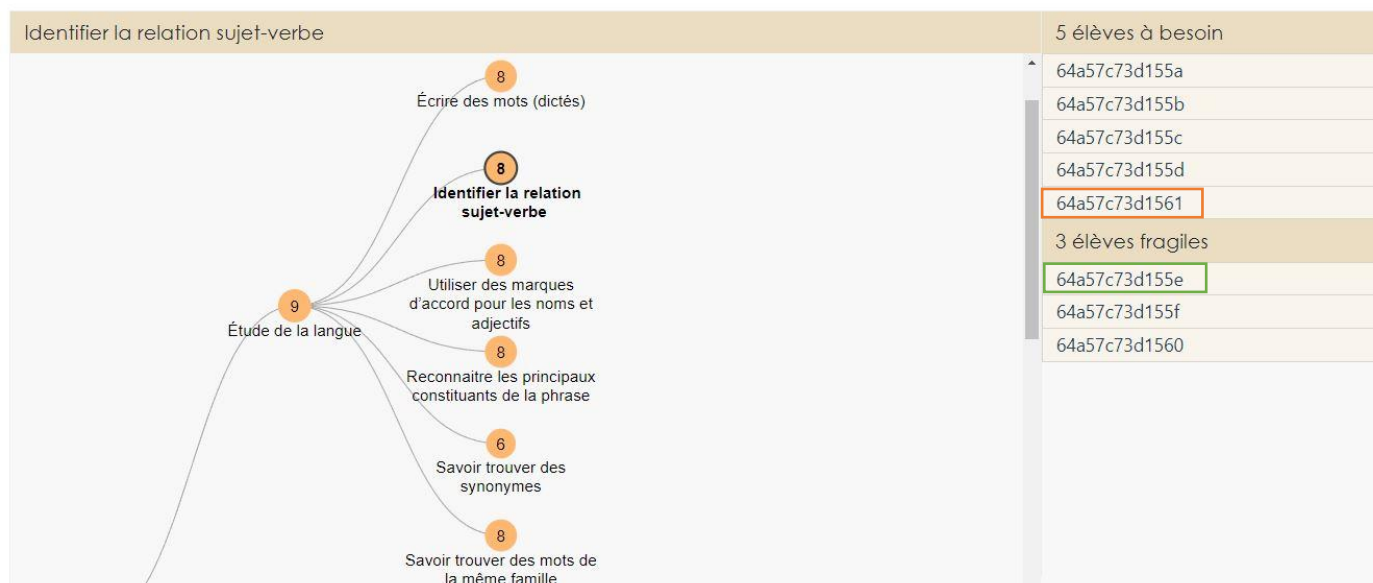 Identifier la relation sujet-verbe
8
Écrire des mots (dictés)
8
Identifier la relation
sujet-verbe
8
Utiliser des marques
d'accord pour les noms et
adjectifs
9
Étude de la langue
8
Reconnaitre les principaux
constituants de la phrase
6
Savoir trouver des
synonymes
8
Savoir trouver des mots de
la même famille
5 élèves à besoin
64a57c73d155a
64a57c73d155b
64a57c73d155c
64a57c73d155d
64a57c73d1561
3 élèves fragiles
64a57c73d155e
64a57c73d155f
64a57c73d1560